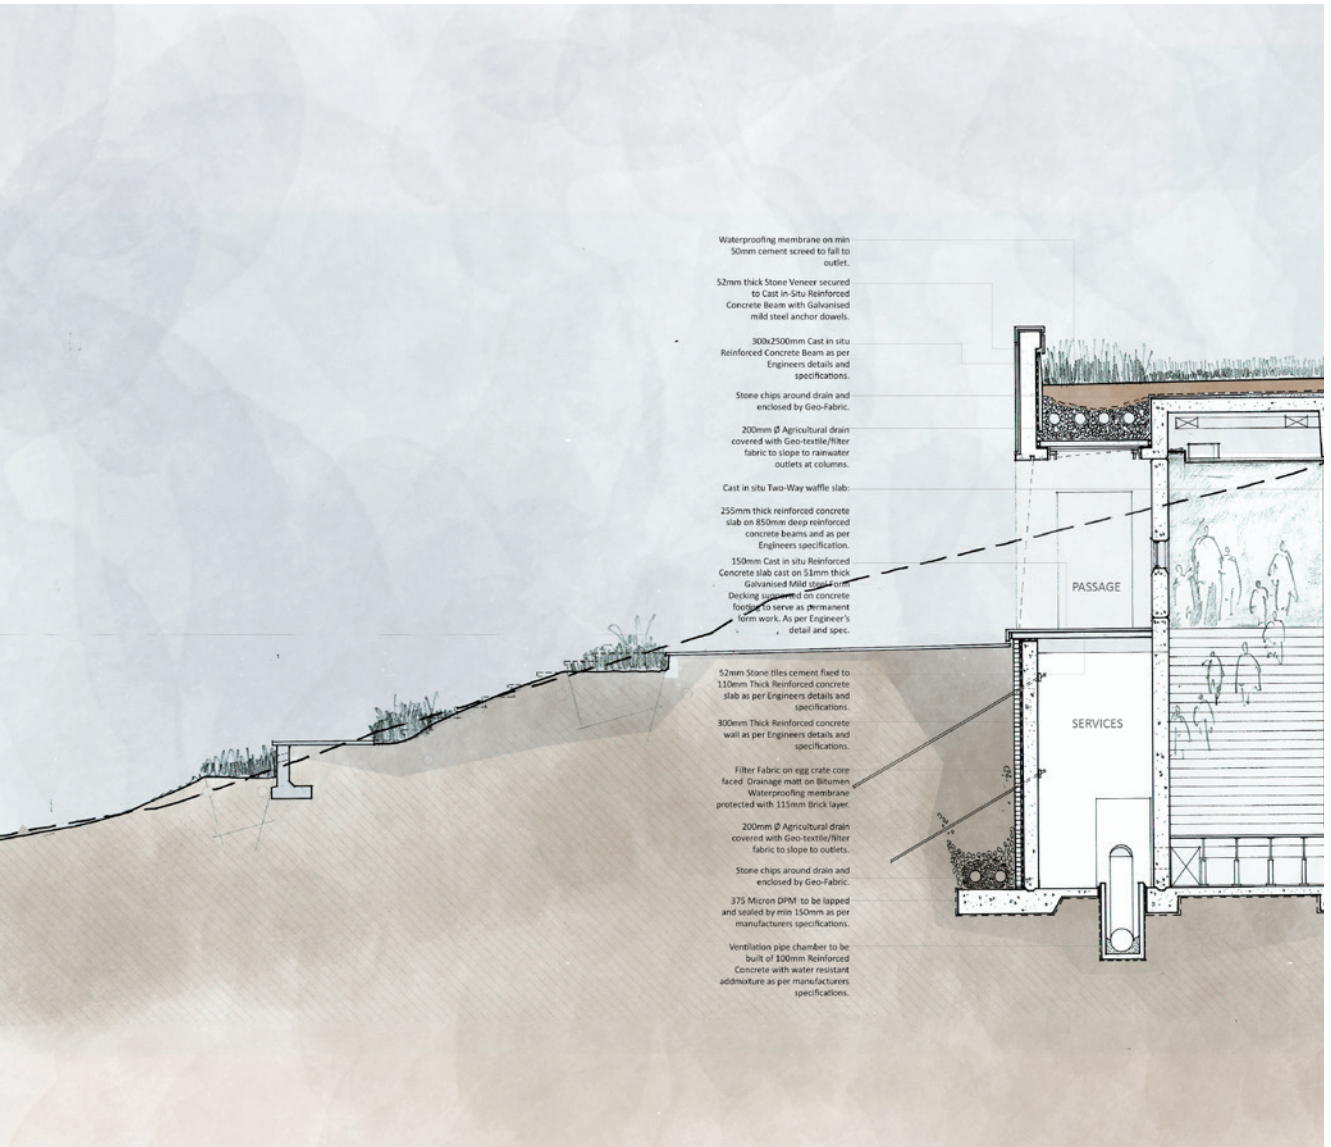 Waterproofing membrane on min
50mm cement screed to fall to
outlet.
52mm thick Stone Veneer secured
to Cast in-Situ Reinforced
Concrete Beam with Galvanised
mild steel anchor dowels.
300x2500mm Cast in situ
Reinforced Concrete Beam as per
Engineers details and
specifications.
Stone chips around drain and
enclosed by Geo-Fabric.
200mm Ø Agricultural drain
covered with Geo-textile/filter
fabric to slope to rainwater
outlets at columns.
Cast in situ Two-Way waffle slab:
255mm thick reinforced concrete
slab on 850mm deep reinforced
concrete beams and as per
Engineers specification.
150mm Cast in situ Reinforced
Concrete slab cast on 51mm thick
Galvanised Mild steel Form
Decking supported on concrete
footing to serve as permanent
form work. As per Engineer's
detail and spec.
PASSAGE
52mm Stone tiles cement fixed to
110mm Thick Reinforced concrete
slab as per Engineers details and
specifications.
300mm Thick Reinforced concrete
wall as per Engineers details and
specifications.
SERVICES
Filter Fabric on egg crate core
faced Drainage matt on Bitumen
Waterproofing membrane
protected with 115mm Brick layer.
200mm Ø Agricultural drain
covered with Geo-textile/filter
fabric to slope to outlets.
Stone chips around drain and
enclosed by Geo-Fabric.
375 Micron DPM to be lapped
and sealed by min 150mm as per
manufacturers specifications.
Ventilation pipe chamber to be
built of 100mm Reinforced
Concrete with water resistant
addmixture as per manufacturers
specifications.